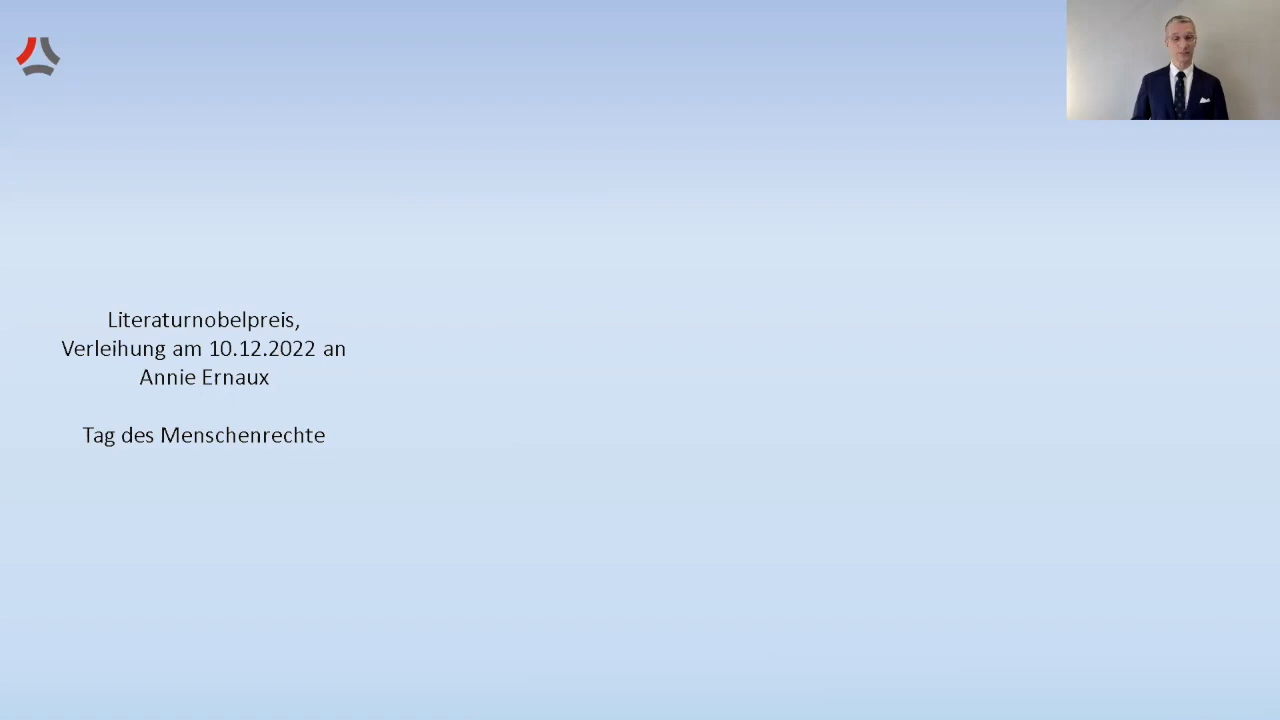 Literaturnobelpreis,
Verleihung am 10.12.2022 an
Annie Ernaux
Tag des Menschenrechte